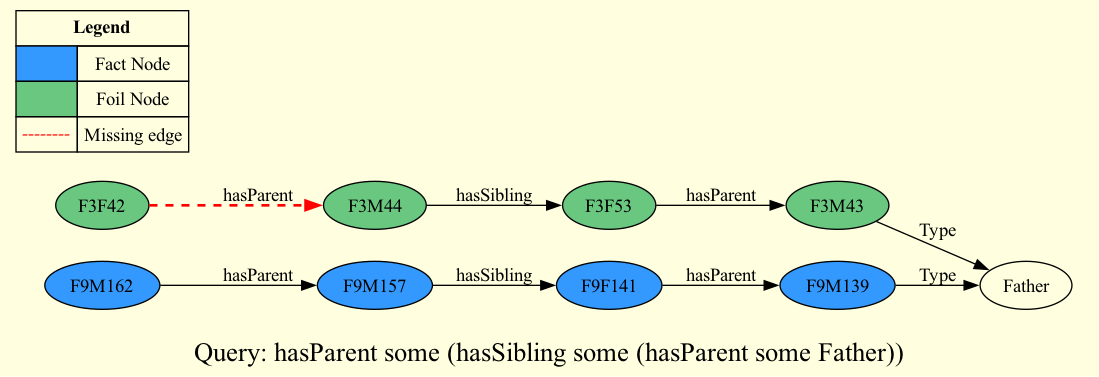 Legend
Fact Node
Foil Node
Missing edge
F3F42 hasParent F3M44 hasSibling F3F53 hasParent F3M43
Type
F9M162 hasParent F9M157 hasSibling F9F141 hasParent F9M139 Type Father
Query: hasParent some (hasSibling some (hasParent some Father))